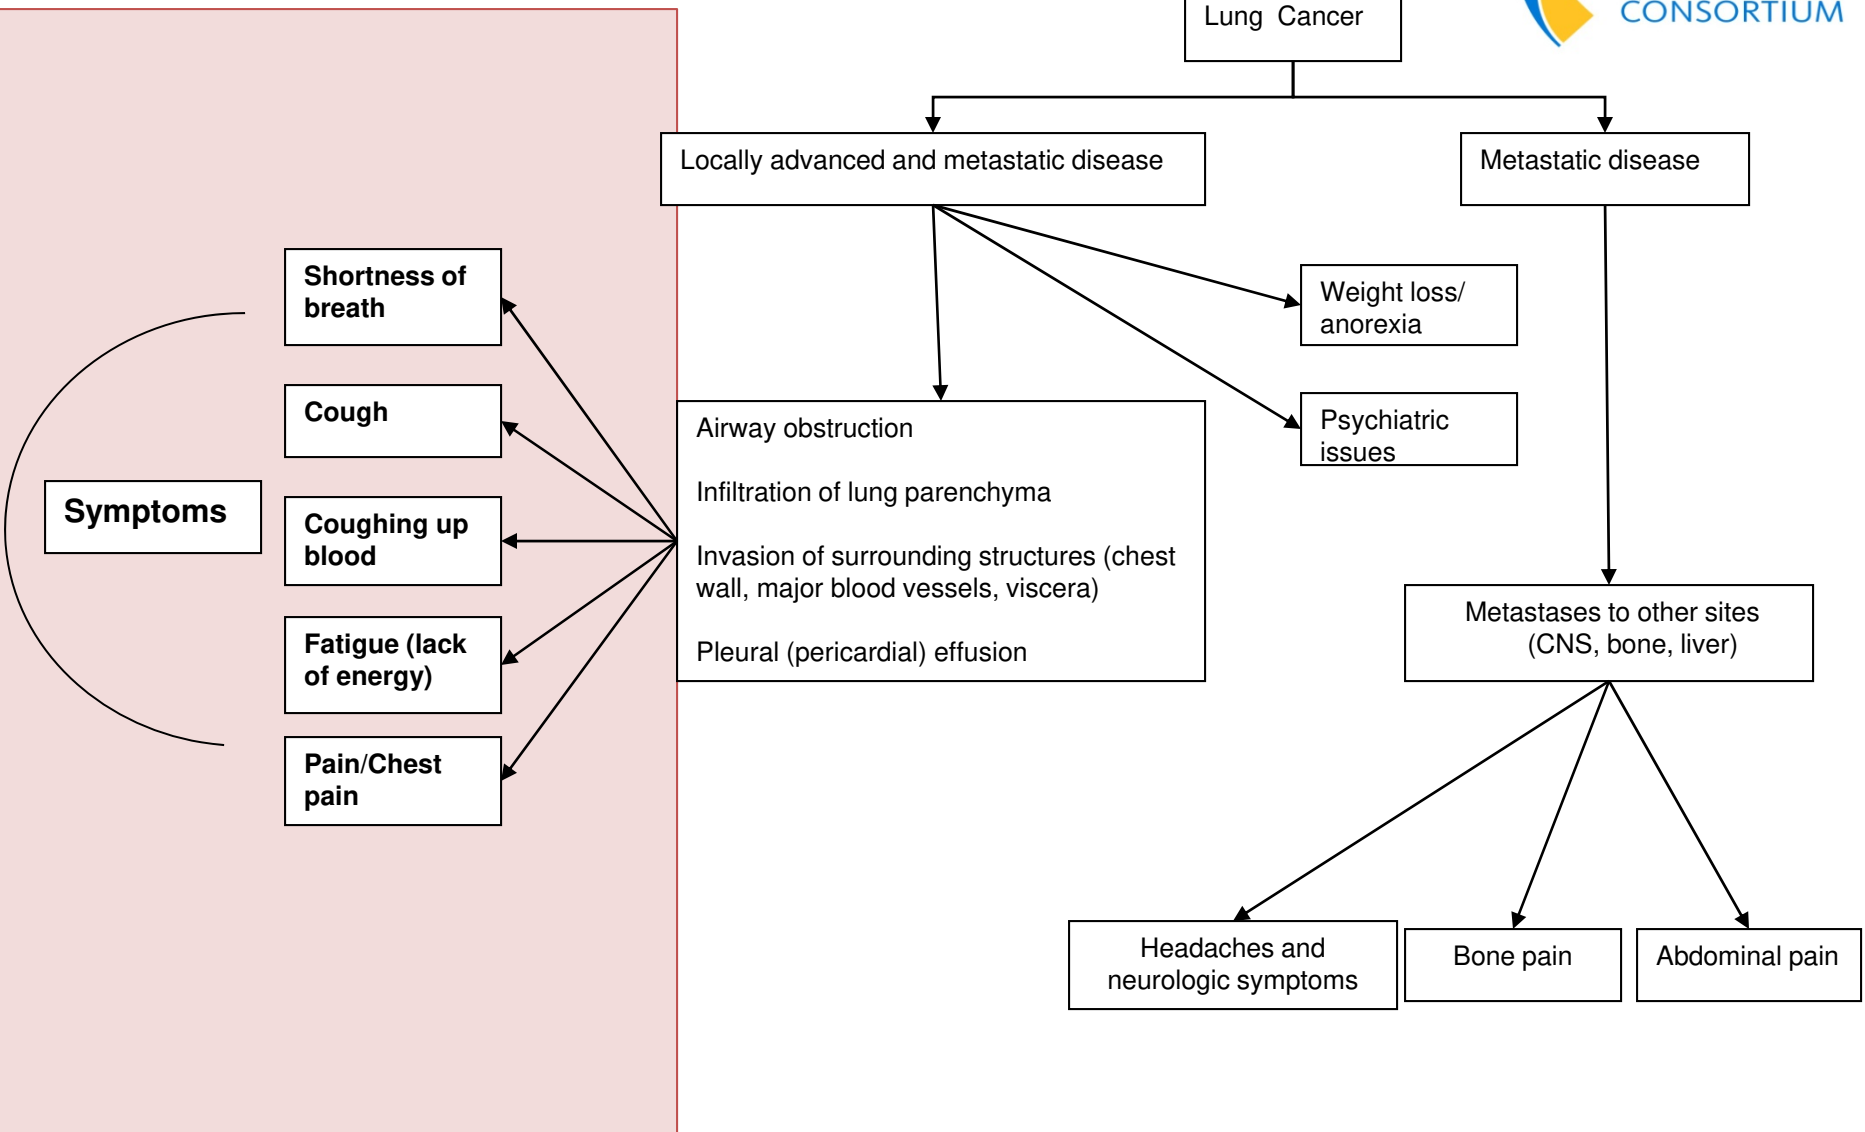 Lung Cancer
CONSORTIUM
Locally advanced and metastatic disease
Metastatic disease
Shortness of
breath
Weight loss/
anorexia
Cough
Psychiatric
issues
Airway obstruction
Infiltration of lung parenchyma
Invasion of surrounding structures (chest
wall, major blood vessels, viscera)
Pleural (pericardial) effusion
Symptoms
Coughing up
blood
Fatigue (lack
of energy)
Pain/Chest
pain
Metastases to other sites
(CNS, bone, liver)
Headaches and
neurologic symptoms
Bone pain
Abdominal pain